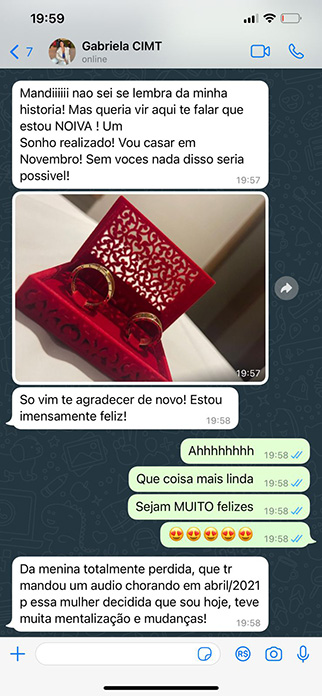 19:59
7
Gabriela CIMT
online
Mandiiiiii nao sei se lembra da minha
historia! Mas queria vir aqui te falar que
estou NOIVA ! Um
Sonho realizado! Vou casar em
Novembro! Sem voces nada disso seria
possivel!
19:57
19:57
So vim te agradecer de novo! Estou
imensamente feliz!
19:58
Ahhhhhhhh
19:58
Que coisa mais linda
19:58
Sejam MUITO felizes
19:58
😍😍😍😍😍
19:58
Da menina totalmente perdida, que tr
mandou um audio chorando em abril/2021
p essa mulher decidida que sou hoje, teve
muita mentalização e mudanças!
19:58
R$